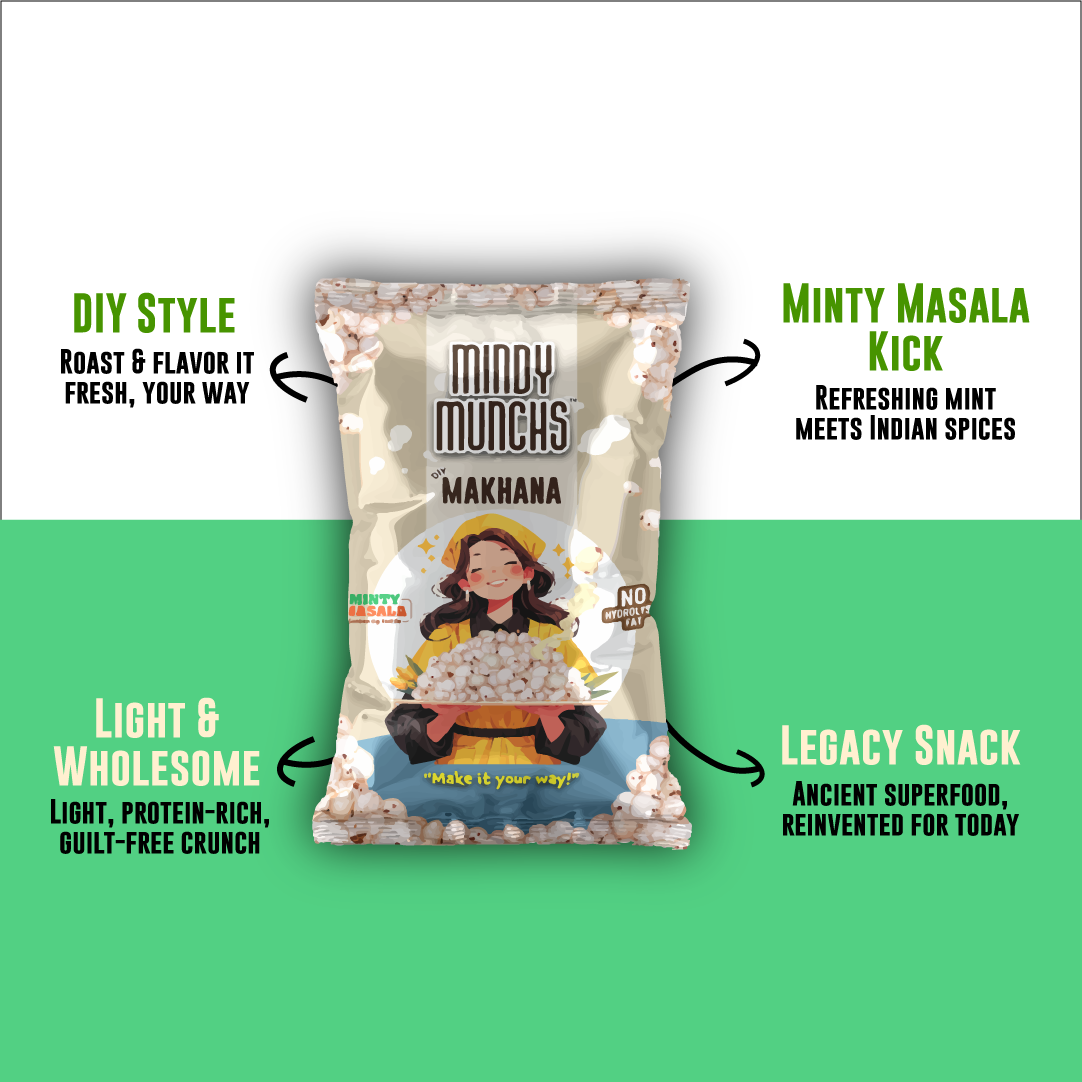 DIY Style
Roast & flavor it
fresh, your way
Minty Masala
Kick
Refreshing mint
meets Indian spices
MINDY
MUNCHS
TM
DIY
MAKHANA
MINTY
MASALA
NO
HYDROLYS
FAT
"Make it your way!"
Light &
Wholesome
Light, protein-rich,
guilt-free crunch
Legacy Snack
Ancient superfood,
reinvented for today